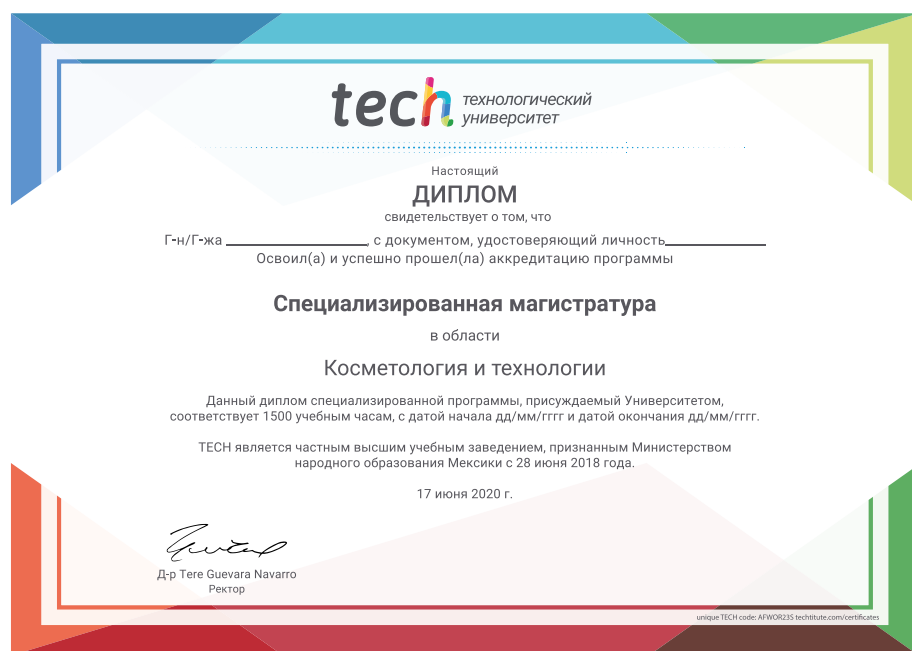 tech технологический
университет
Настоящий
ДИПЛОМ
свидетельствует о том, что
Г-н/Г-жа ____________________, с документом, удостоверяющий личность______________
Освоил(а) и успешно прошел(ла) аккредитацию программы
Специализированная магистратура
в области
Косметология и технологии
Данный диплом специализированной программы, присуждаемый Университетом,
соответствует 1500 учебным часам, с датой начала дд/мм/гггг и датой окончания дд/мм/гггг.
TECH является частным высшим учебным заведением, признанным Министерством
народного образования Мексики с 28 июня 2018 года.
17 июня 2020 г.
Д-р Tere Guevara Navarro
Ректор
unique TECH code: AFWOR23S techtitute.com/certificates